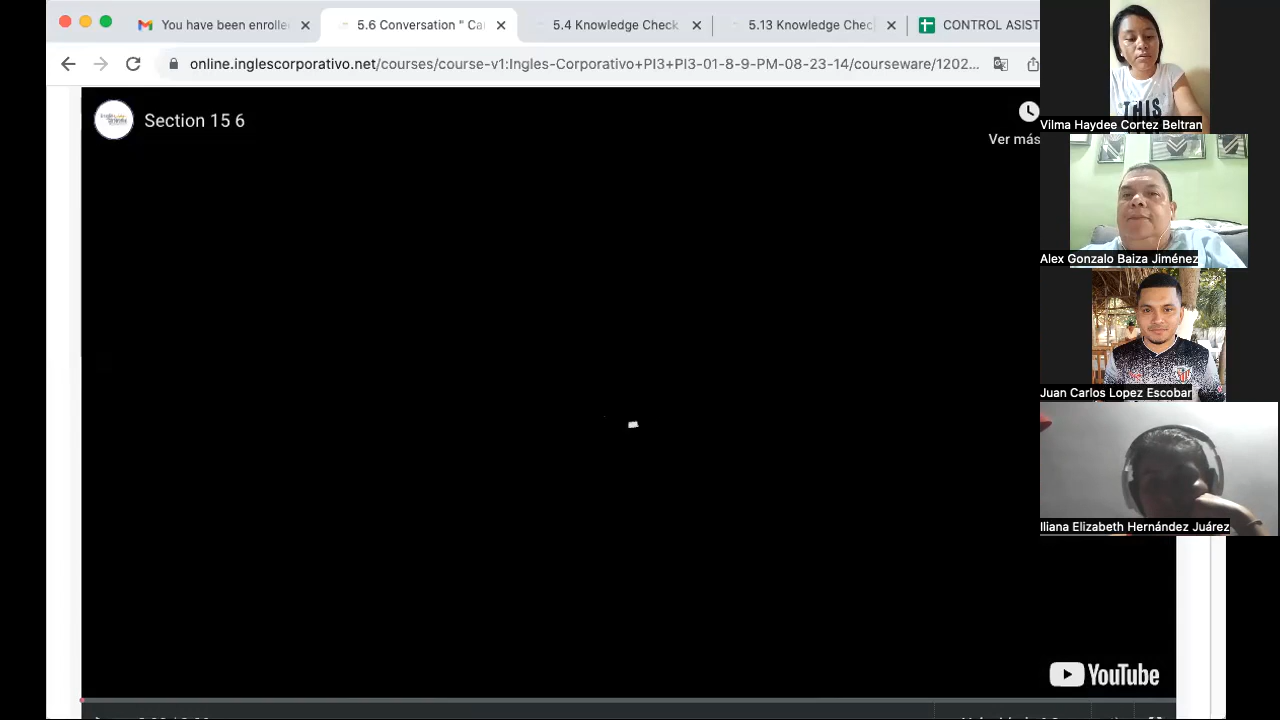 You have been enrolle
5.6 Conversation " Ca
5.4 Knowledge Check
5.13 Knowledge Chec
CONTROL ASIST
online.inglescorporativo.net/courses/course-v1:Ingles-Corporativo+PI3+PI3-01-8-9-PM-08-23-14/courseware/1202...
Section 15 6
Ver más
YouTube
THIS
Vilma Haydee Cortez Beltran
Alex Gonzalo Baiza Jiménez
Juan Carlos Lopez Escobar
Iliana Elizabeth Hernández Juárez